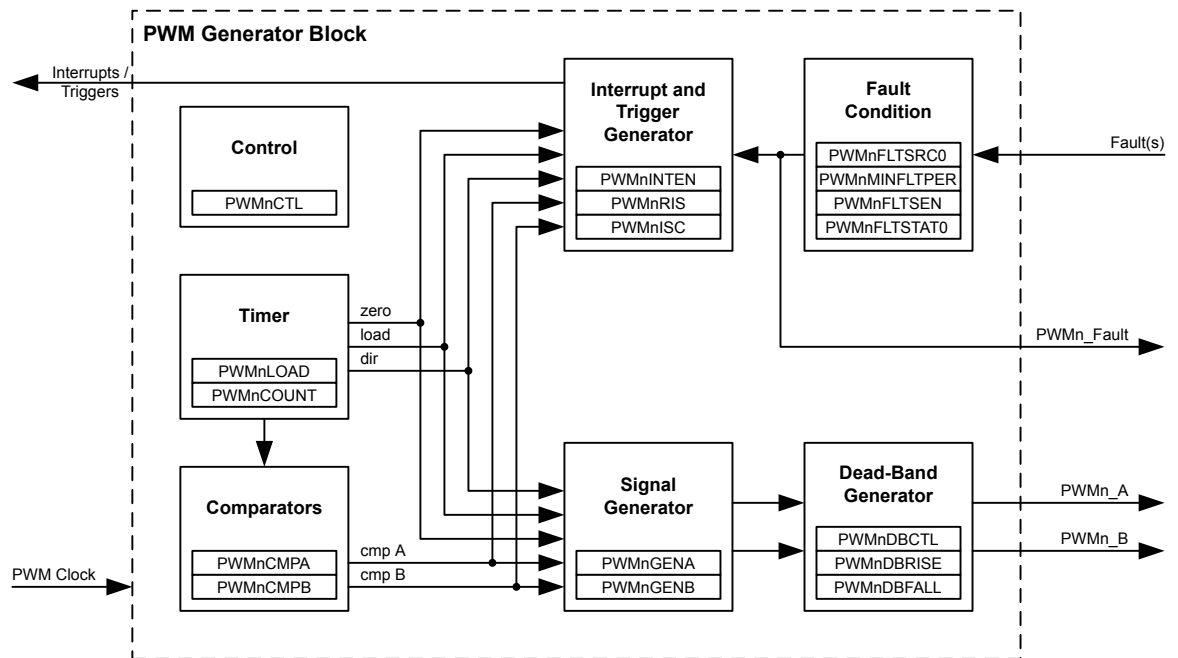 PWM Generator Block
Interrupts /
Triggers
Control
PWMnCTL
Interrupt and
Trigger
Generator
PWMnINTEN
PWMnRIS
PWMnISC
Fault
Condition
PWMnFLTSRC0
PWMnMINFLTPER
PWMnFLTSEN
PWMnFLTSTAT0
Fault(s)
Timer
PWMnLOAD
PWMnCOUNT
zero
load
dir
PWMn_Fault
Comparators
PWMnCMPA
PWMnCMPB
cmp A
cmp B
PWM Clock
Signal
Generator
PWMnGENA
PWMnGENB
Dead-Band
Generator
PWMnDBCTL
PWMnDBRISE
PWMnDBFALL
PWMn_A
PWMn_B